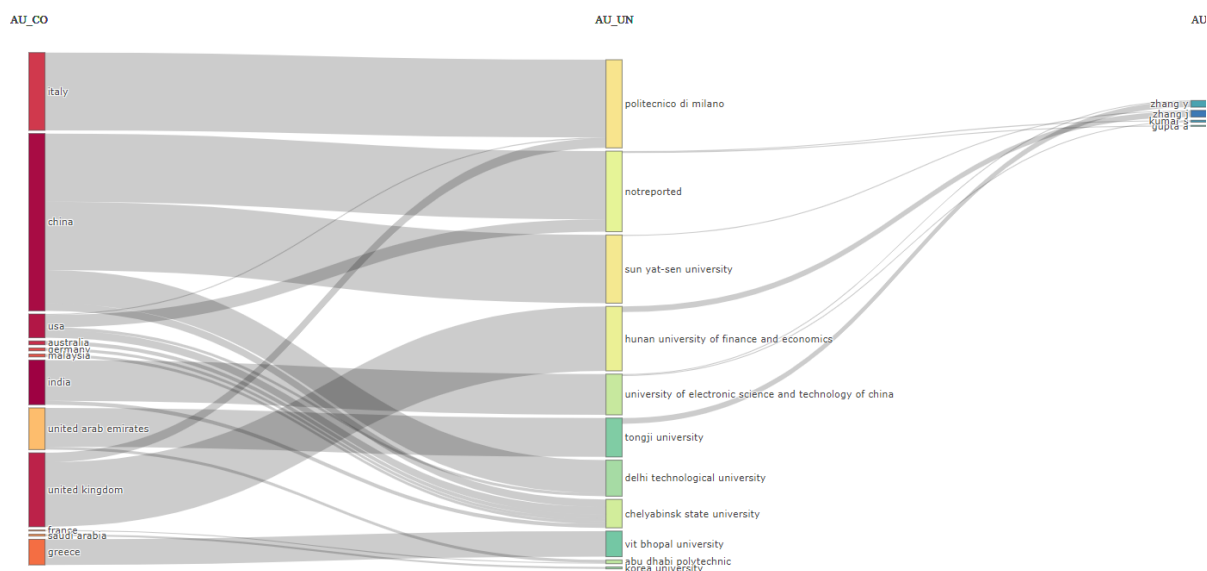 AU_CO
AU_UN
AU
italy
china
usa
australia
germany
malaysia
india
united arab emirates
united kingdom
france
saudi arabia
greece
politecnico di milano
notreported
sun yat-sen university
hunan university of finance and economics
university of electronic science and technology of china
tongji university
delhi technological university
chelyabinsk state university
vit bhopal university
abu dhabi polytechnic
korea university
zhang y
zhang j
kumar s
gupta a